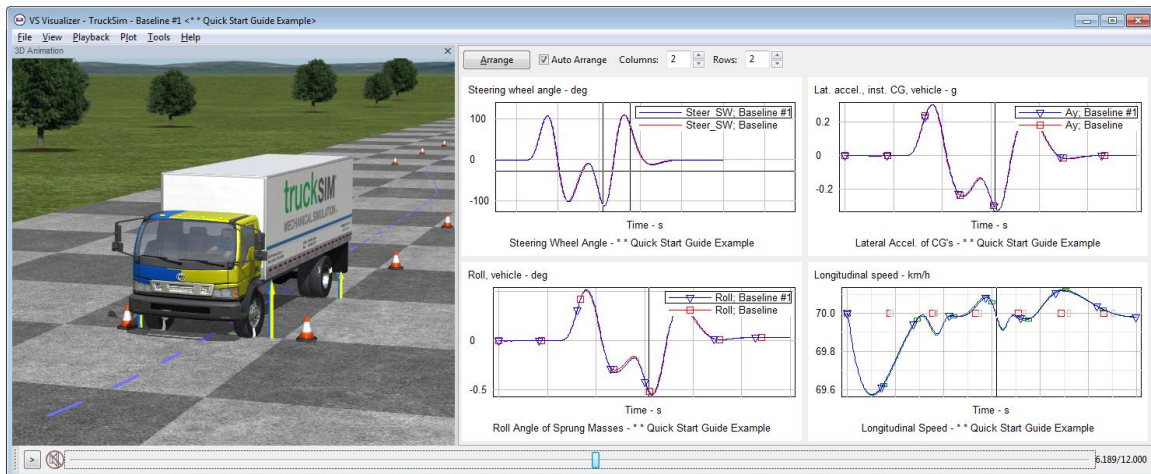 VS Visualizer - TruckSim - Baseline #1 <* * Quick Start Guide Example>
File View Playback Plot Tools Help
3D Animation
Arrange Auto Arrange Columns: 2 Rows: 2
truckSIM
MECHANICAL SIMULATION
Steering wheel angle - deg
100
0
-100
Steer_SW; Baseline #1
Steer_SW; Baseline
Time - s
Steering Wheel Angle - * * Quick Start Guide Example
Lat. accel., inst. CG, vehicle - g
0.2
0
-0.2
Ay; Baseline #1
Ay; Baseline
Time - s
Lateral Accel. of CG's - * * Quick Start Guide Example
Roll, vehicle - deg
0
-0.5
Roll; Baseline #1
Roll; Baseline
Time - s
Roll Angle of Sprung Masses - * * Quick Start Guide Example
Longitudinal speed - km/h
70.0
69.8
69.6
Time - s
Longitudinal Speed - * * Quick Start Guide Example
> 6.189/12.000